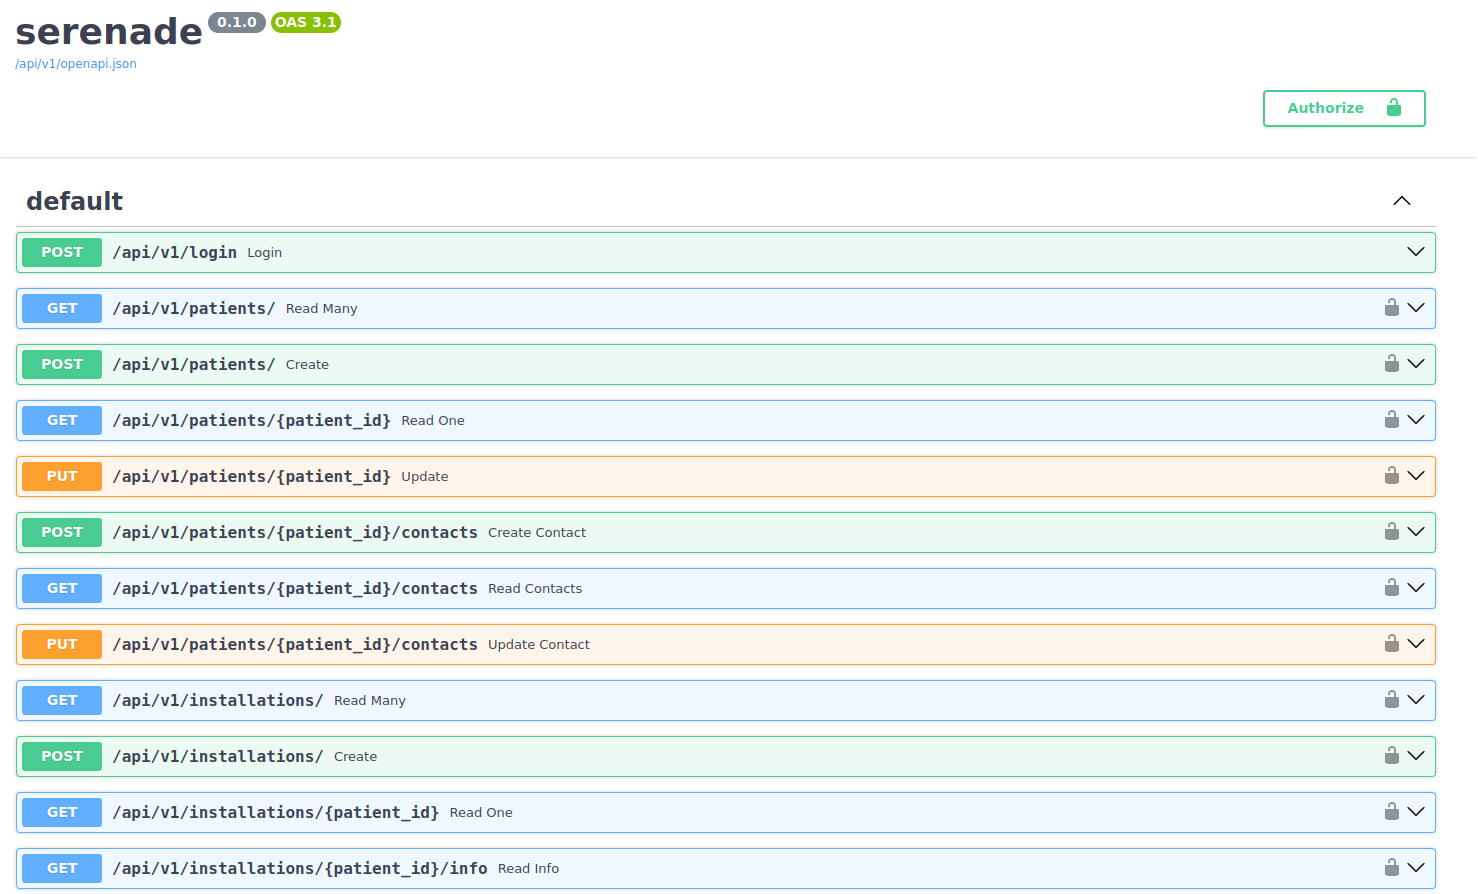 serenade 0.1.0 OAS 3.1
/api/v1/openapi.json
Authorize
default
POST /api/v1/login Login
GET /api/v1/patients/ Read Many
POST /api/v1/patients/ Create
GET /api/v1/patients/{patient_id} Read One
PUT /api/v1/patients/{patient_id} Update
POST /api/v1/patients/{patient_id}/contacts Create Contact
GET /api/v1/patients/{patient_id}/contacts Read Contacts
PUT /api/v1/patients/{patient_id}/contacts Update Contact
GET /api/v1/installations/ Read Many
POST /api/v1/installations/ Create
GET /api/v1/installations/{patient_id} Read One
GET /api/v1/installations/{patient_id}/info Read Info